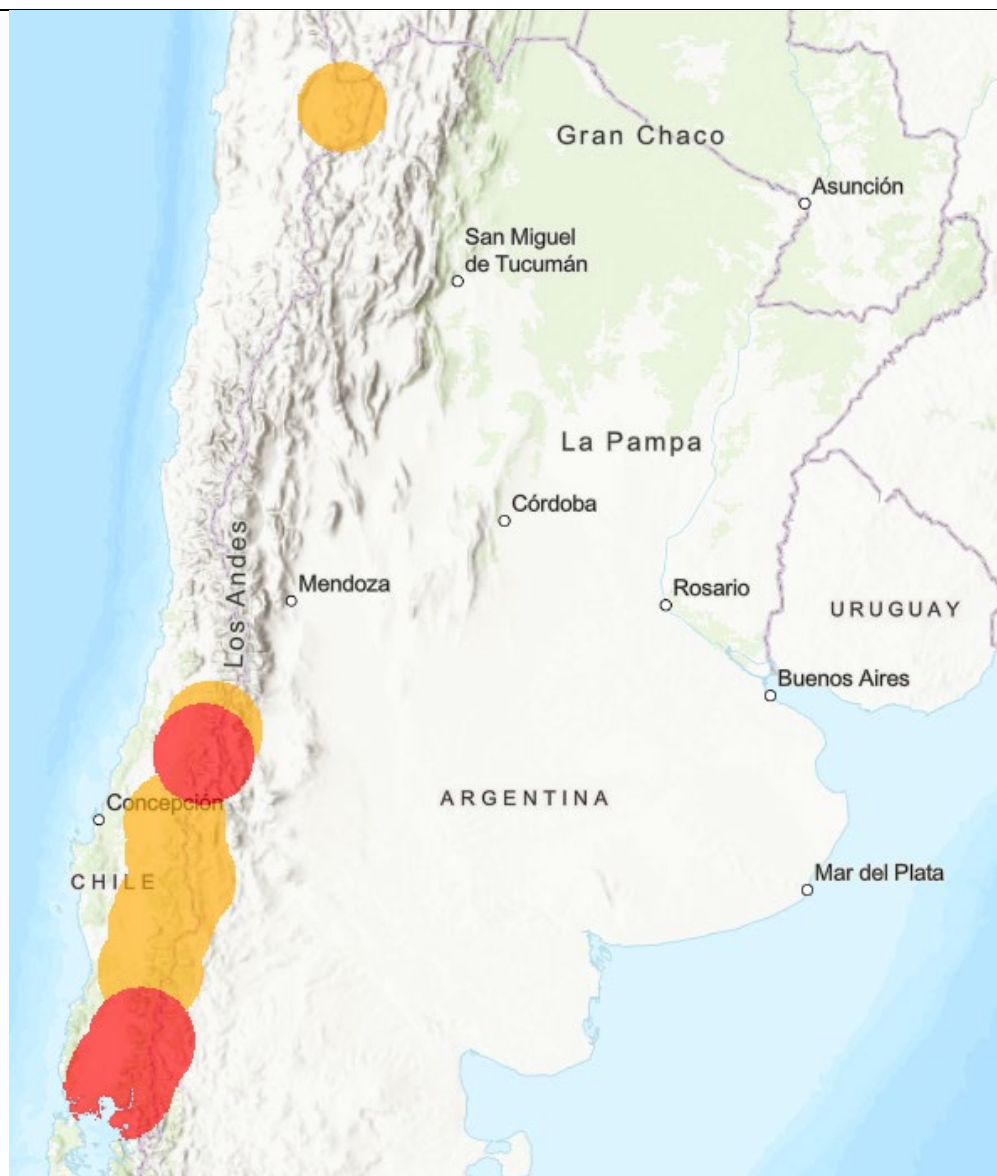 Gran Chaco
Asunción
San Miguel
de Tucumán
La Pampa
Córdoba
Los Andes
Mendoza
Rosario
URUGUAY
Buenos Aires
Concepción
ARGENTINA
CHILE
Mar del Plata